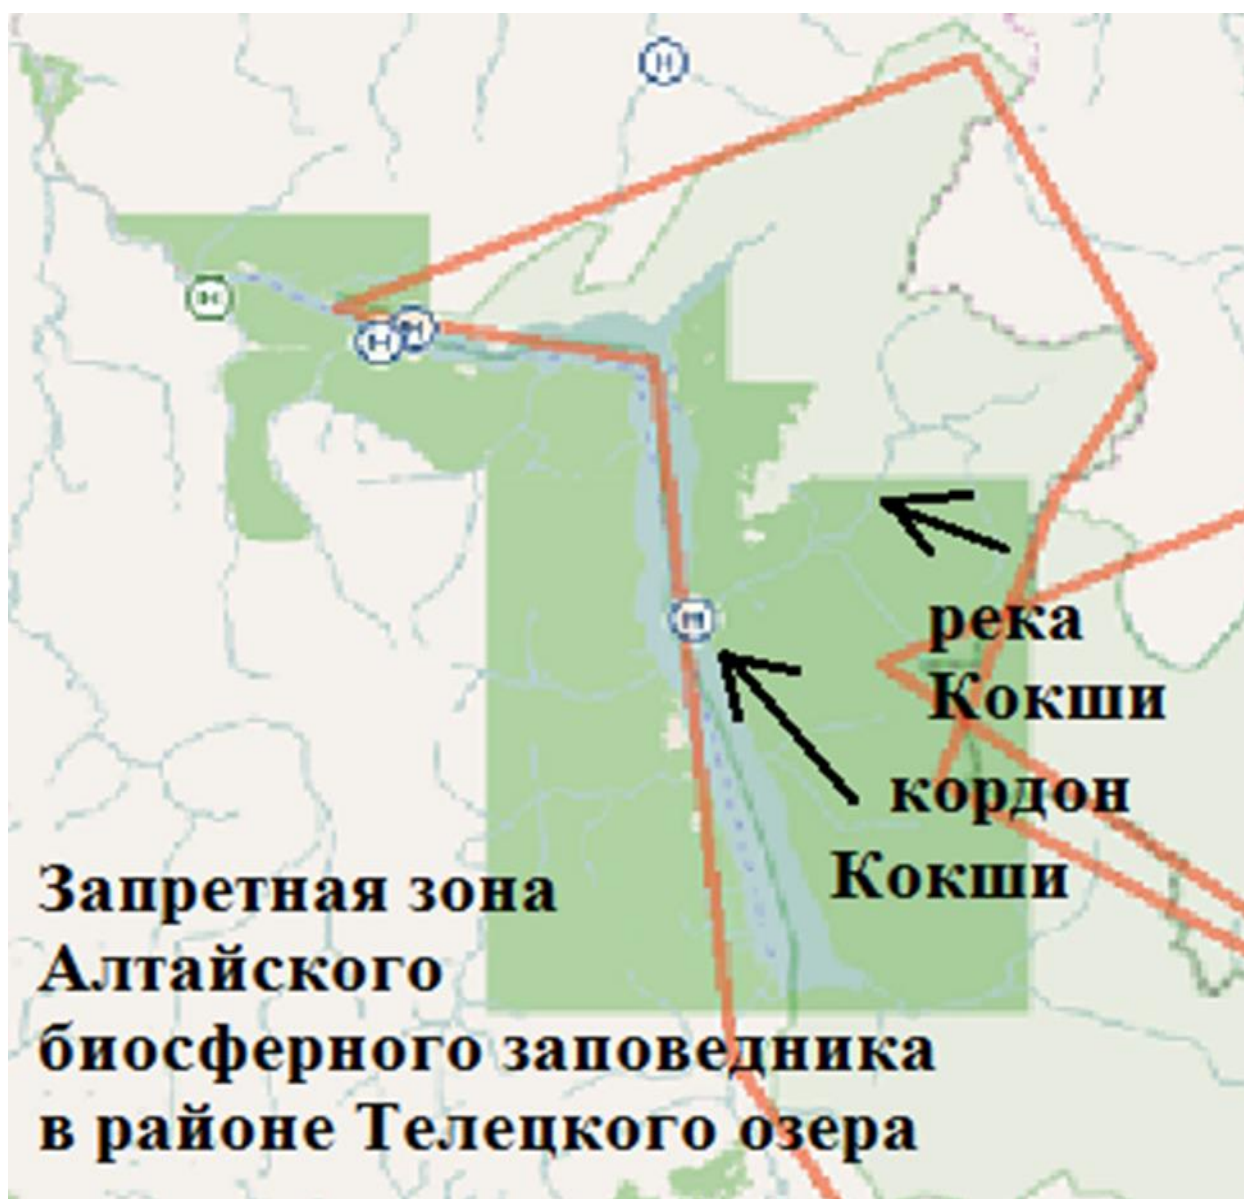 Н
Н
Н
Н
Н
река
Кокши
кордон
Кокши
Запретная зона
Алтайского
биосферного заповедника
в районе Телецкого озера